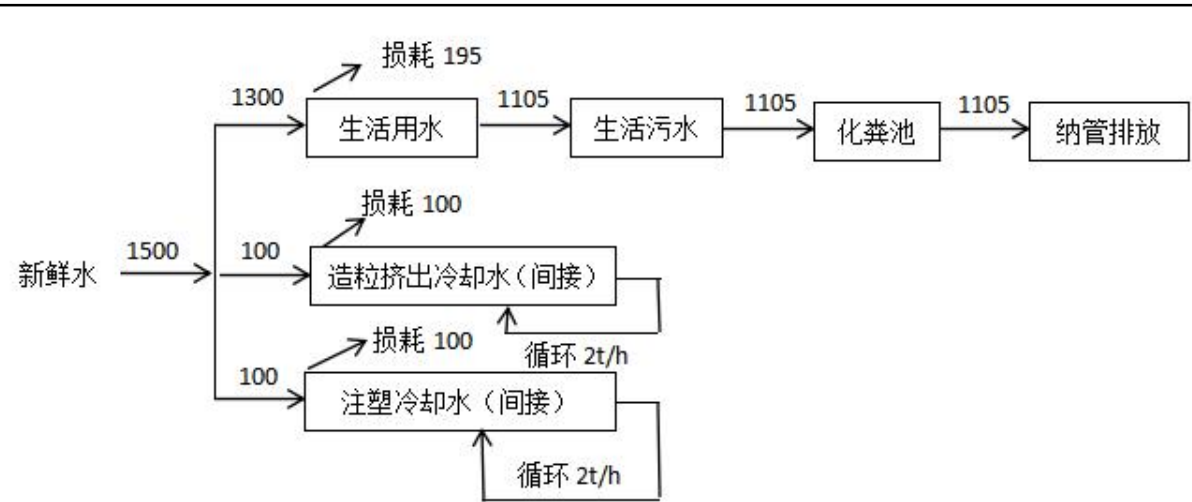 损耗 195
1300
生活用水
1105
生活污水
1105
化粪池
1105
纳管排放
损耗 100
新鲜水
1500
100
造粒挤出冷却水（间接）
循环 2t/h
损耗 100
100
注塑冷却水（间接）
循环 2t/h